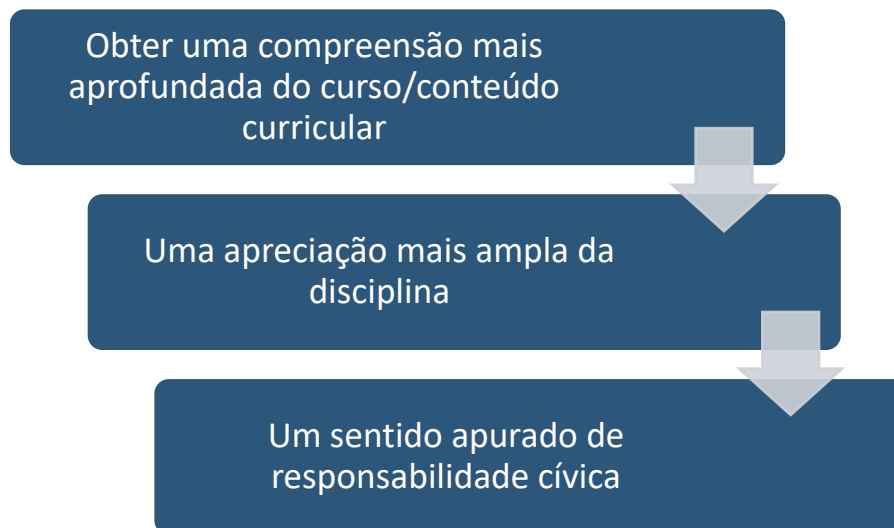 Obter uma compreensão mais
aprofundada do curso/conteúdo
curricular
Uma apreciação mais ampla da
disciplina
Um sentido apurado de
responsabilidade cívica